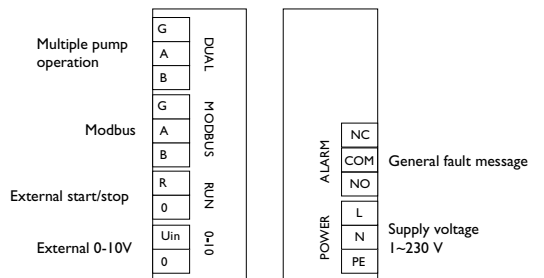 Multiple pump
operation
G
A
B
DUAL
Modbus
G
A
B
MODBUS
External start/stop
R
0
RUN
External 0-10V
Uin
0
0-10
ALARM
NC
COM
NO
General fault message
POWER
L
N
PE
Supply voltage
1~230 V